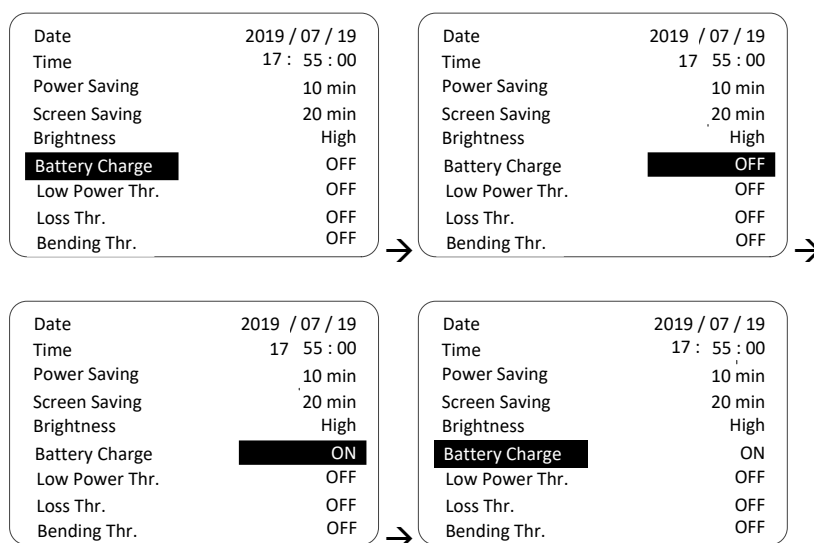 Date 2019 / 07 / 19
Time 17 : 55 : 00
Power Saving 10 min
Screen Saving 20 min
Brightness High
Battery Charge OFF
Low Power Thr. OFF
Loss Thr. OFF
Bending Thr. OFF
→
Date 2019 / 07 / 19
Time 17 55 : 00
Power Saving 10 min
Screen Saving 20 min
Brightness High
Battery Charge OFF
Low Power Thr. OFF
Loss Thr. OFF
Bending Thr. OFF
→
Date 2019 / 07 / 19
Time 17 55 : 00
Power Saving 10 min
Screen Saving 20 min
Brightness High
Battery Charge ON
Low Power Thr. OFF
Loss Thr. OFF
Bending Thr. OFF
→
Date 2019 / 07 / 19
Time 17 : 55 : 00
Power Saving 10 min
Screen Saving 20 min
Brightness High
Battery Charge ON
Low Power Thr. OFF
Loss Thr. OFF
Bending Thr. OFF